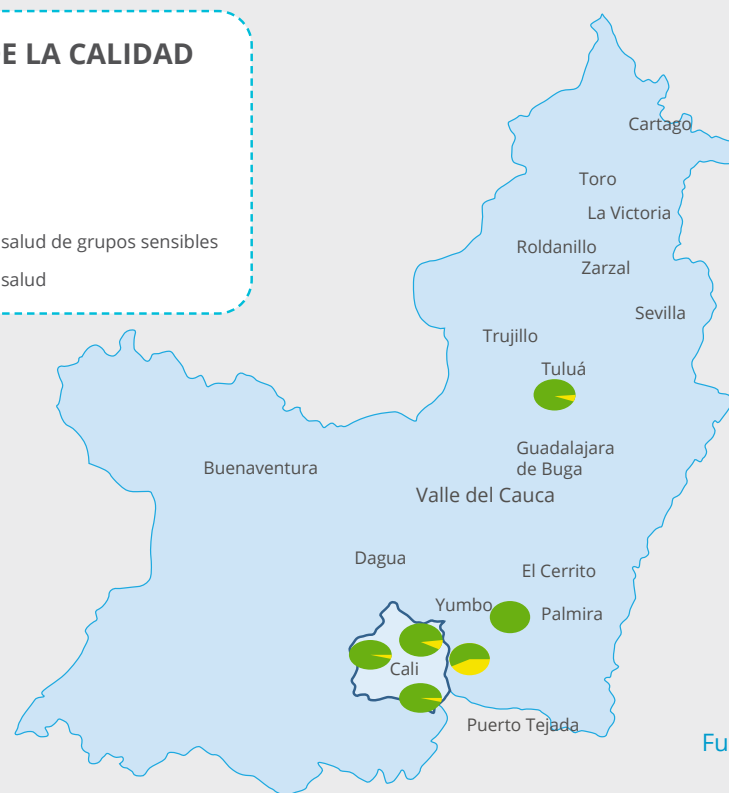 E LA CALIDAD
salud de grupos sensibles
salud
Cartago
Toro
La Victoria
Roldanillo
Zarzal
Sevilla
Trujillo
Tuluá
Guadalajara
de Buga
Buenaventura
Valle del Cauca
Dagua
El Cerrito
Yumbo
Palmira
Cali
Puerto Tejada
Fu